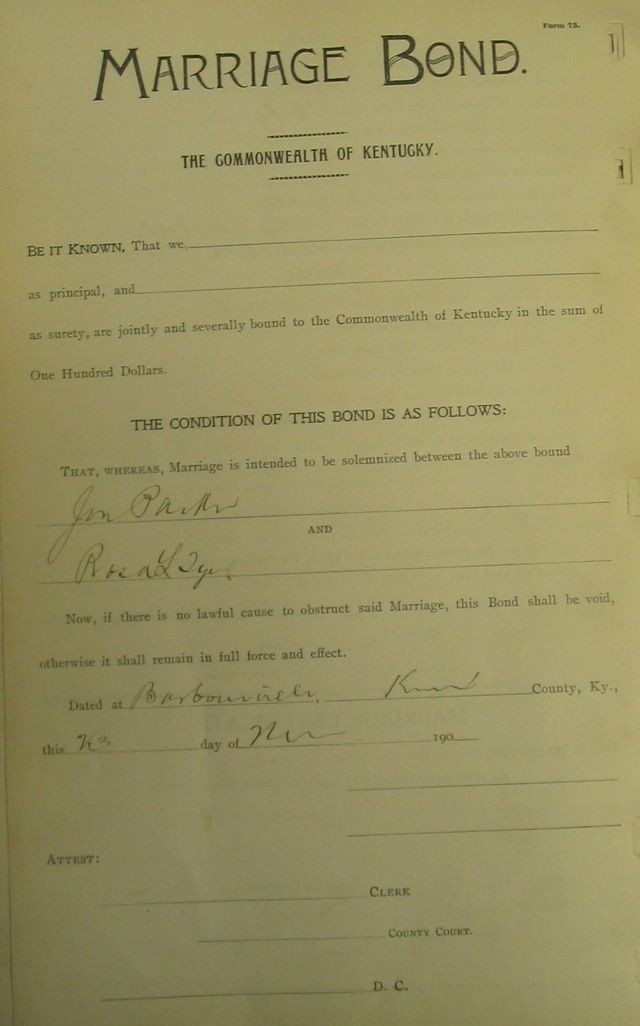 Form 73.
MARRIAGE BOND.
THE COMMONWEALTH OF KENTUCKY.
BE IT KNOWN, That we,
as principal, and
as surety, are jointly and severally bound to the Commonwealth of Kentucky in the sum of
One Hundred Dollars.
THE CONDITION OF THIS BOND IS AS FOLLOWS:
THAT, WHEREAS, Marriage is intended to be solemnized between the above bound
Parker
AND
Rosa L
Now, if there is no lawful cause to obstruct said Marriage, this Bond shall be void,
otherwise it shall remain in full force and effect.
Dated at Barbourville, Knox County, Ky.,
this day of 190
ATTEST:
CLERK
COUNTY COURT.
D. C.